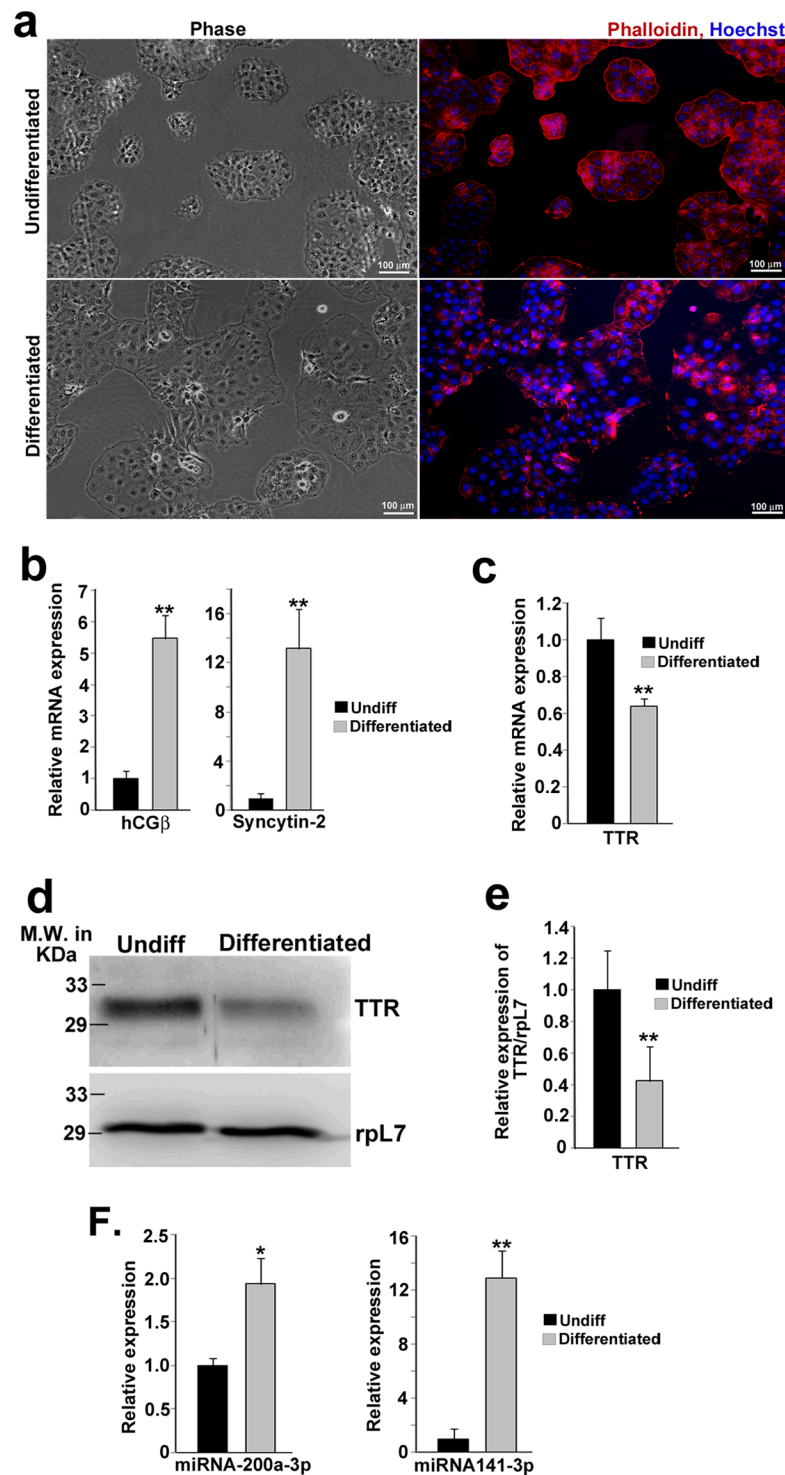 a
Phase
Phalloidin, Hoechst
Undifferentiated
100 µm
100 µm
Differentiated
100 µm
100 µm
b
Relative mRNA expression
7
6
5
4
3
2
1
0
**
hCGβ
16
12
8
4
0
**
Syncytin-2
Undiff
Differentiated
c
Relative mRNA expression
1.2
1.0
0.8
0.6
0.4
0.2
0
**
TTR
Undiff
Differentiated
d
M.W. in
KDa
Undiff
Differentiated
33
29
TTR
33
29
rpL7
e
Relative expression of
TTR/rpL7
1.4
1.2
1.0
0.8
0.6
0.4
0.2
0
**
TTR
Undiff
Differentiated
F.
Relative expression
2.5
2.0
1.5
1.0
0.5
0
*
miRNA-200a-3p
Relative expression
16
12
8
4
0
**
miRNA141-3p
Undiff
Differentiated